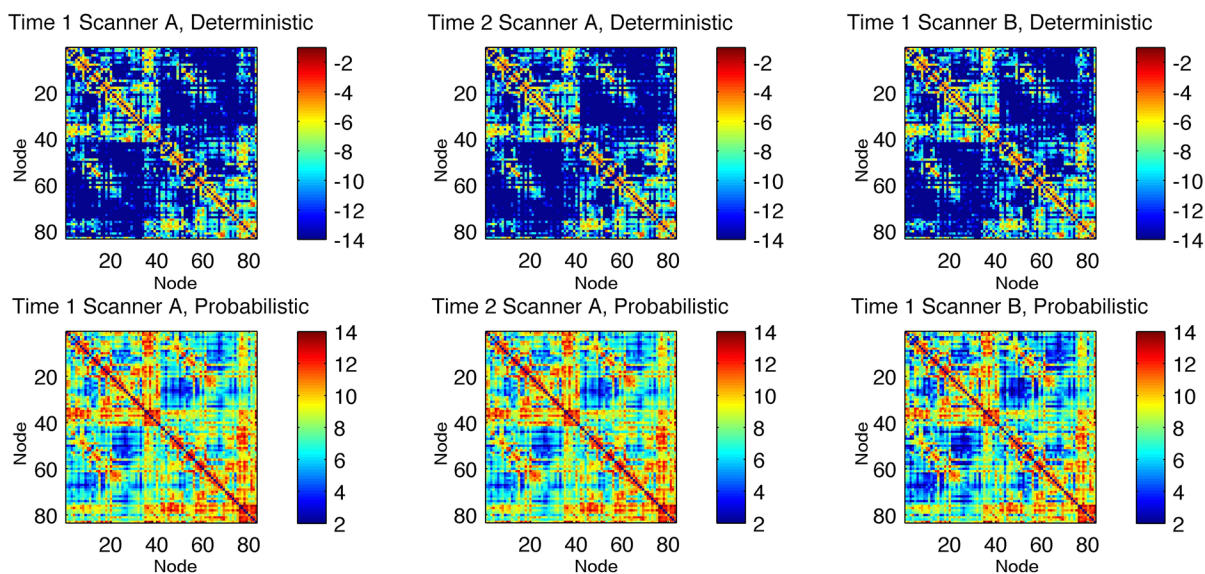 Time 1 Scanner A, Deterministic
Time 2 Scanner A, Deterministic
Time 1 Scanner B, Deterministic
Node
20
40
60
80
20 40 60 80
Node
-2
-4
-6
-8
-10
-12
-14
Node
20
40
60
80
20 40 60 80
Node
-2
-4
-6
-8
-10
-12
-14
Node
20
40
60
80
20 40 60 80
Node
-2
-4
-6
-8
-10
-12
-14
Time 1 Scanner A, Probabilistic
Time 2 Scanner A, Probabilistic
Time 1 Scanner B, Probabilistic
Node
20
40
60
80
20 40 60 80
Node
14
12
10
8
6
4
2
Node
20
40
60
80
20 40 60 80
Node
14
12
10
8
6
4
2
Node
20
40
60
80
20 40 60 80
Node
14
12
10
8
6
4
2